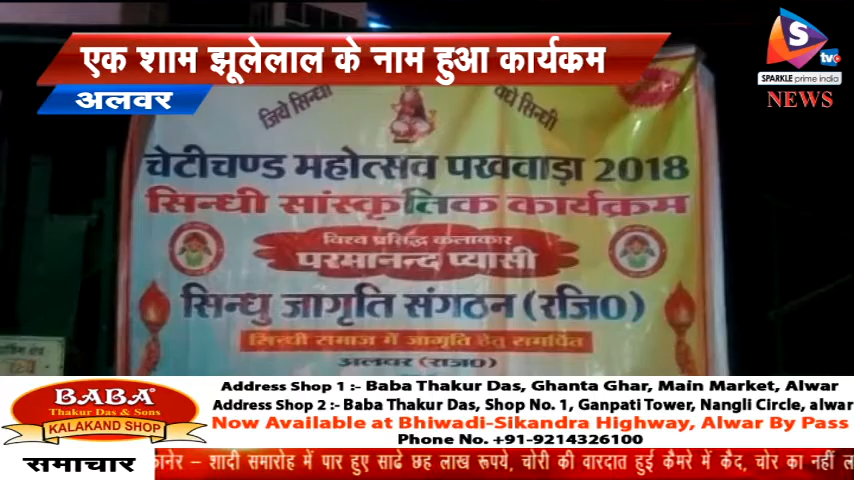 एक शाम झूलेलाल के नाम हुआ कार्यकम
अलवर
S
tv
SPARKLE prime india
NEWS
जिये सिन्धी
वधे सिन्धी
चेटीचण्ड महोत्सव पखवाड़ा 2018
सिन्धी सांस्कृतिक कार्यक्रम
विश्व प्रसिद्ध कलाकार
परमानन्द प्यासी
सिन्धु जागृति संगठन (रजि0)
सिन्धी समाज में जागृति हेतु समर्पित
अलवर (राज0)
BABA
Thakur Das & Sons
KALAKAND SHOP
Address Shop 1 :- Baba Thakur Das, Ghanta Ghar, Main Market, Alwar
Address Shop 2 :- Baba Thakur Das, Shop No. 1, Ganpati Tower, Nangli Circle, alwar
Now Available at Bhiwadi-Sikandra Highway, Alwar By Pass
Phone No. +91-9214326100
समाचार
कानेर – शादी समारोह में पार हुए साढे छह लाख रूपये, चोरी की वारदात हुई कैमरे में कैद, चोर का नहीं ल